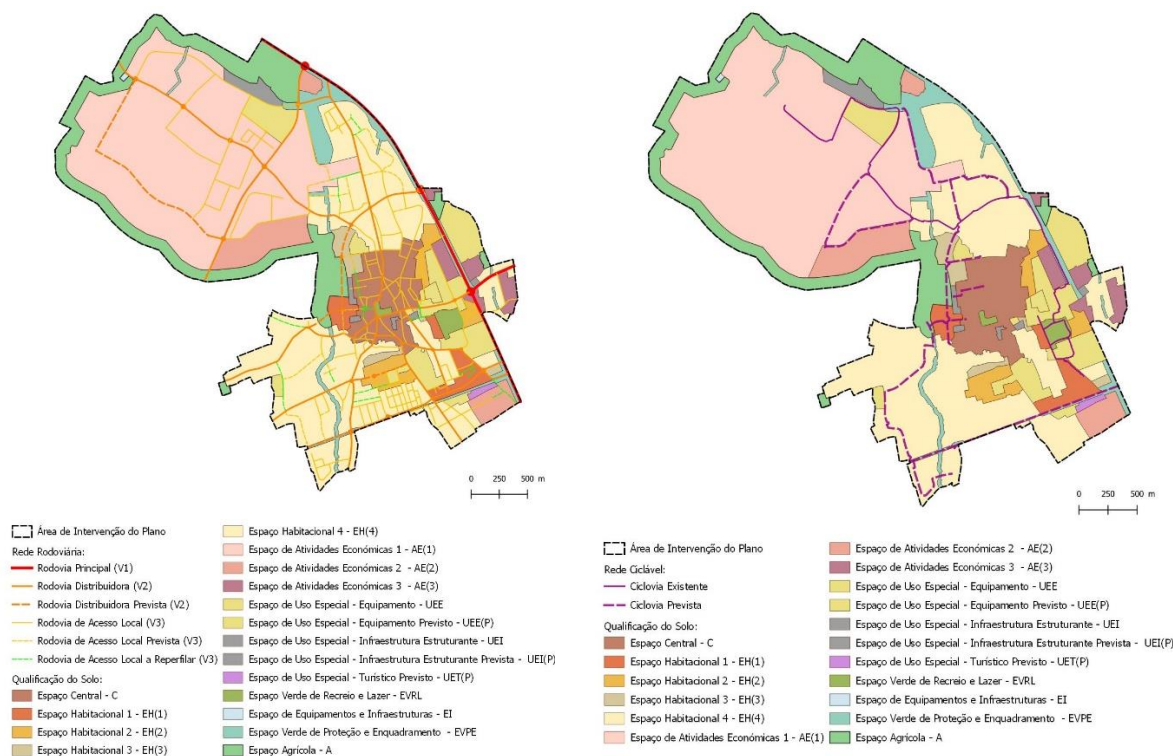 0 250 500 m
Área de Intervenção do Plano
Rede Rodoviária:
Rodovia Principal (V1)
Rodovia Distribuidora (V2)
Rodovia Distribuidora Prevista (V2)
Rodovia de Acesso Local (V3)
Rodovia de Acesso Local Prevista (V3)
Rodovia de Acesso Local a Reperfilar (V3)
Qualificação do Solo:
Espaço Central - C
Espaço Habitacional 1 - EH(1)
Espaço Habitacional 2 - EH(2)
Espaço Habitacional 3 - EH(3)
Espaço Habitacional 4 - EH(4)
Espaço de Atividades Económicas 1 - AE(1)
Espaço de Atividades Económicas 2 - AE(2)
Espaço de Atividades Económicas 3 - AE(3)
Espaço de Uso Especial - Equipamento - UEE
Espaço de Uso Especial - Equipamento Previsto - UEE(P)
Espaço de Uso Especial - Infraestrutura Estruturante - UEI
Espaço de Uso Especial - Infraestrutura Estruturante Prevista - UEI(P)
Espaço de Uso Especial - Turístico Previsto - UET(P)
Espaço Verde de Recreio e Lazer - EVRL
Espaço de Equipamentos e Infraestruturas - EI
Espaço Verde de Proteção e Enquadramento - EVPE
Espaço Agrícola - A
0 250 500 m
Área de Intervenção do Plano
Rede Ciclável:
Ciclovia Existente
Ciclovia Prevista
Qualificação do Solo:
Espaço Central - C
Espaço Habitacional 1 - EH(1)
Espaço Habitacional 2 - EH(2)
Espaço Habitacional 3 - EH(3)
Espaço Habitacional 4 - EH(4)
Espaço de Atividades Económicas 1 - AE(1)
Espaço de Atividades Económicas 2 - AE(2)
Espaço de Atividades Económicas 3 - AE(3)
Espaço de Uso Especial - Equipamento - UEE
Espaço de Uso Especial - Equipamento Previsto - UEE(P)
Espaço de Uso Especial - Infraestrutura Estruturante - UEI
Espaço de Uso Especial - Infraestrutura Estruturante Prevista - UEI(P)
Espaço de Uso Especial - Turístico Previsto - UET(P)
Espaço Verde de Recreio e Lazer - EVRL
Espaço de Equipamentos e Infraestruturas - EI
Espaço Verde de Proteção e Enquadramento - EVPE
Espaço Agrícola - A